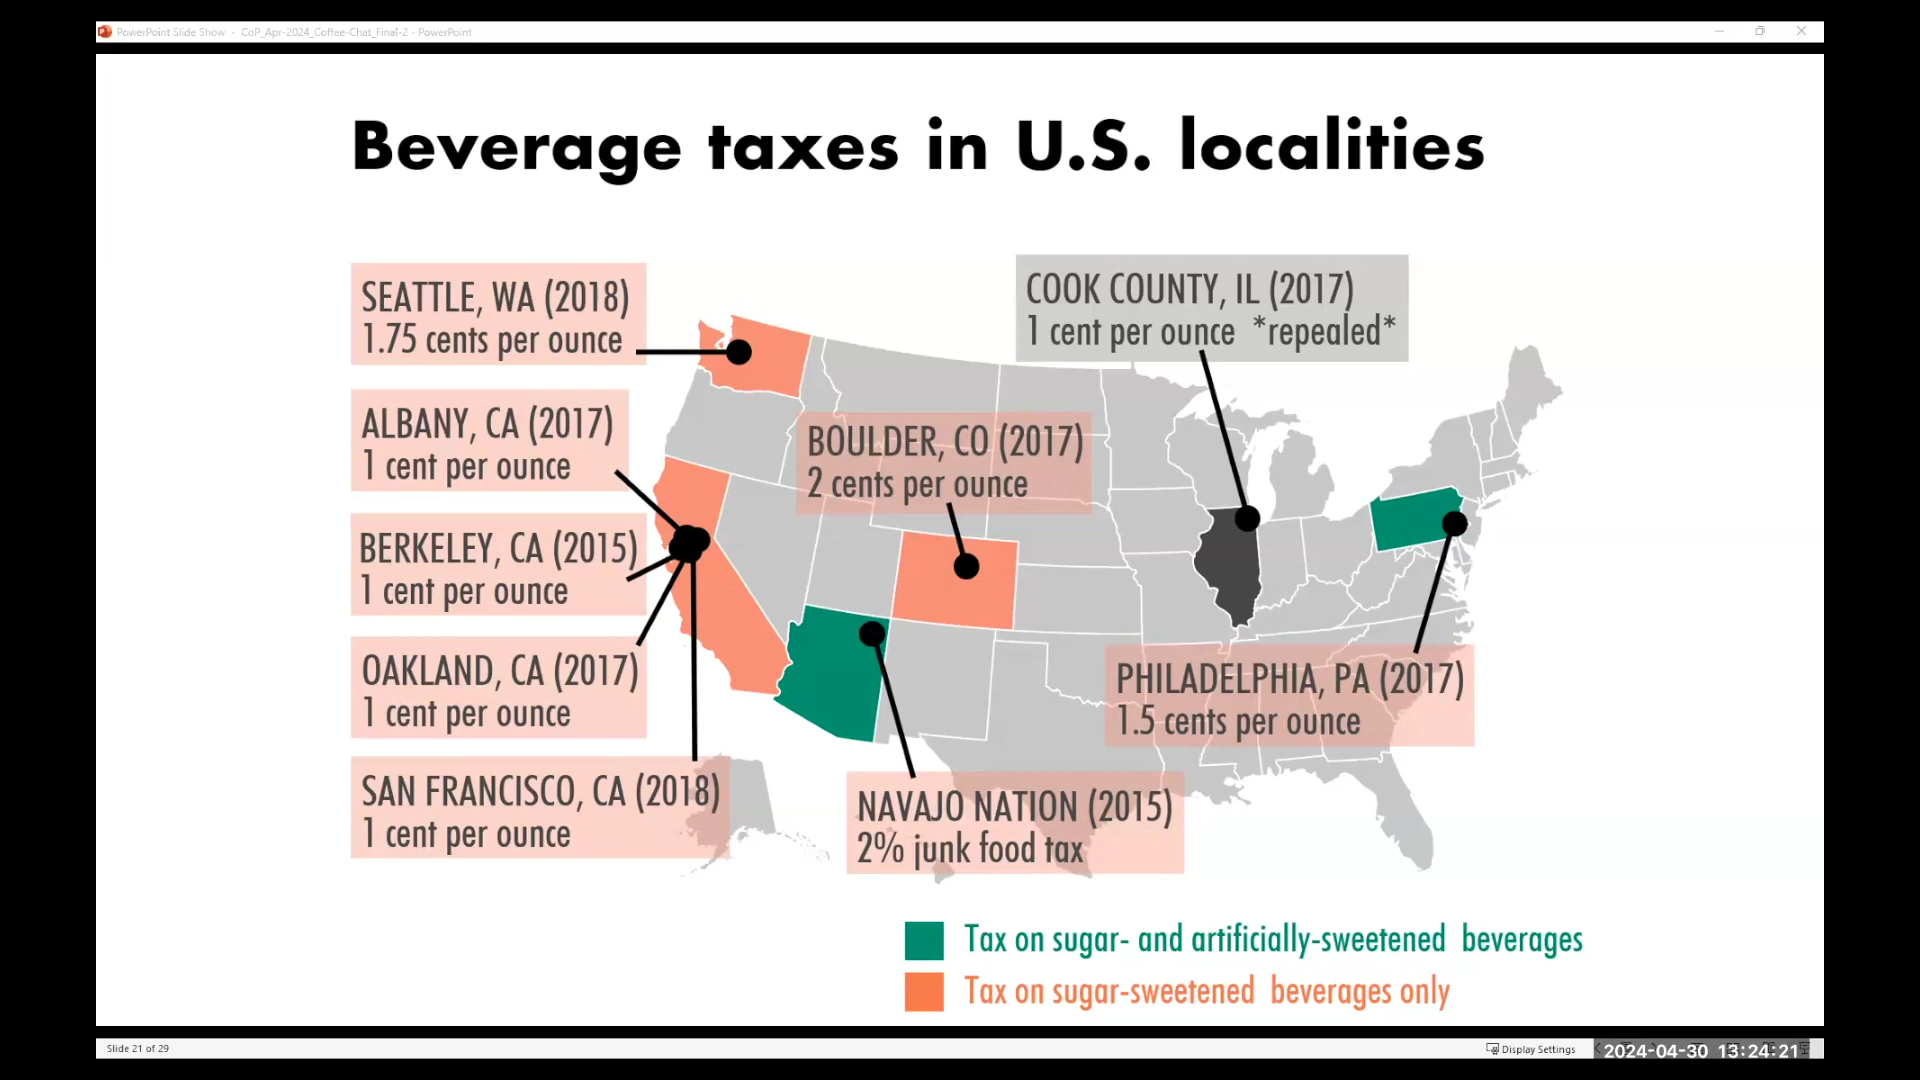 PowerPoint Slide Show - CoP_Apr-2024_Coffee-Chat_Final-2 - PowerPoint
Beverage taxes in U.S. localities
SEATTLE, WA (2018)
1.75 cents per ounce
COOK COUNTY, IL (2017)
1 cent per ounce *repealed*
ALBANY, CA (2017)
1 cent per ounce
BOULDER, CO (2017)
2 cents per ounce
BERKELEY, CA (2015)
1 cent per ounce
OAKLAND, CA (2017)
1 cent per ounce
PHILADELPHIA, PA (2017)
1.5 cents per ounce
SAN FRANCISCO, CA (2018)
1 cent per ounce
NAVAJO NATION (2015)
2% junk food tax
Tax on sugar- and artificially-sweetened beverages
Tax on sugar-sweetened beverages only
Slide 21 of 29
Display Settings
2024-04-30 13:24:21